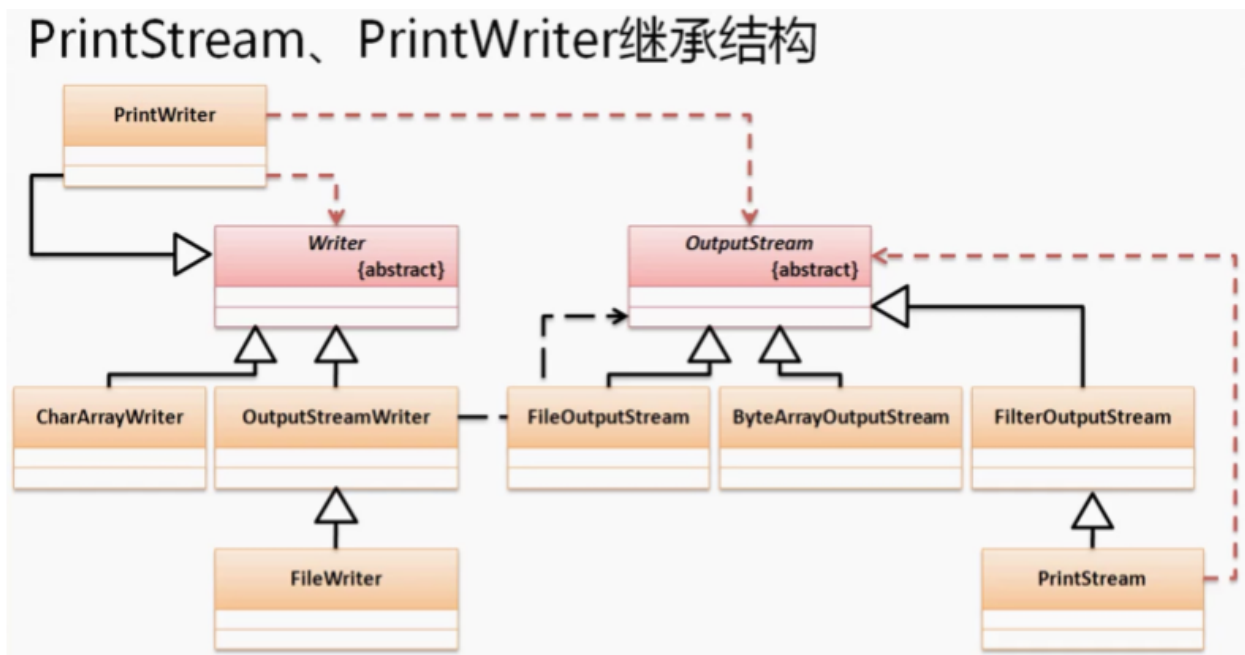 PrintStream、PrintWriter继承结构
PrintWriter
Writer
{abstract}
OutputStream
{abstract}
CharArrayWriter
OutputStreamWriter
FileOutputStream
ByteArrayOutputStream
FilterOutputStream
FileWriter
PrintStream